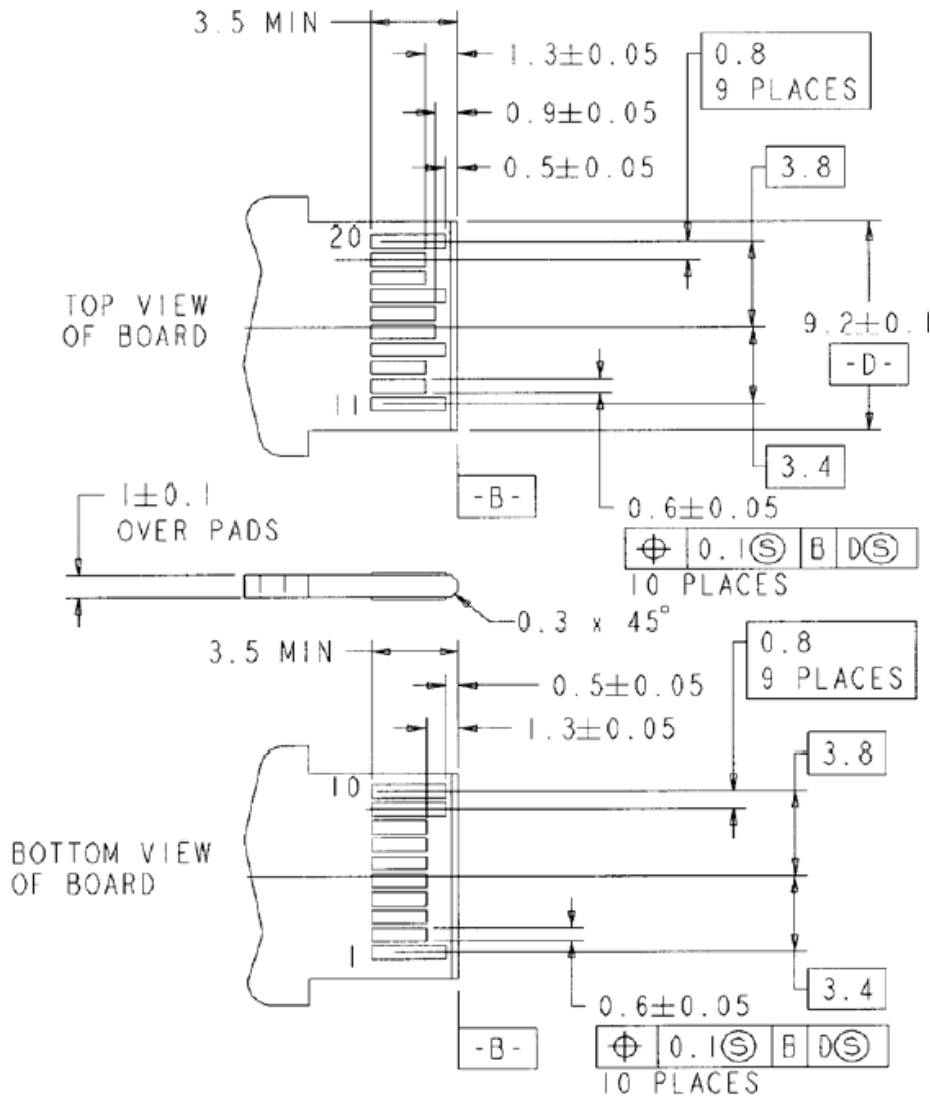 3.5 MIN
1.3±0.05
0.8
9 PLACES
0.9±0.05
0.5±0.05
3.8
20
TOP VIEW
OF BOARD
9.2±0.1
-D-
11
3.4
-B-
1±0.1
OVER PADS
0.6±0.05
⌖ 0.1Ⓢ B DⓈ
10 PLACES
0.3 x 45°
3.5 MIN
0.8
9 PLACES
0.5±0.05
1.3±0.05
3.8
10
BOTTOM VIEW
OF BOARD
1
3.4
0.6±0.05
-B-
⌖ 0.1Ⓢ B DⓈ
10 PLACES